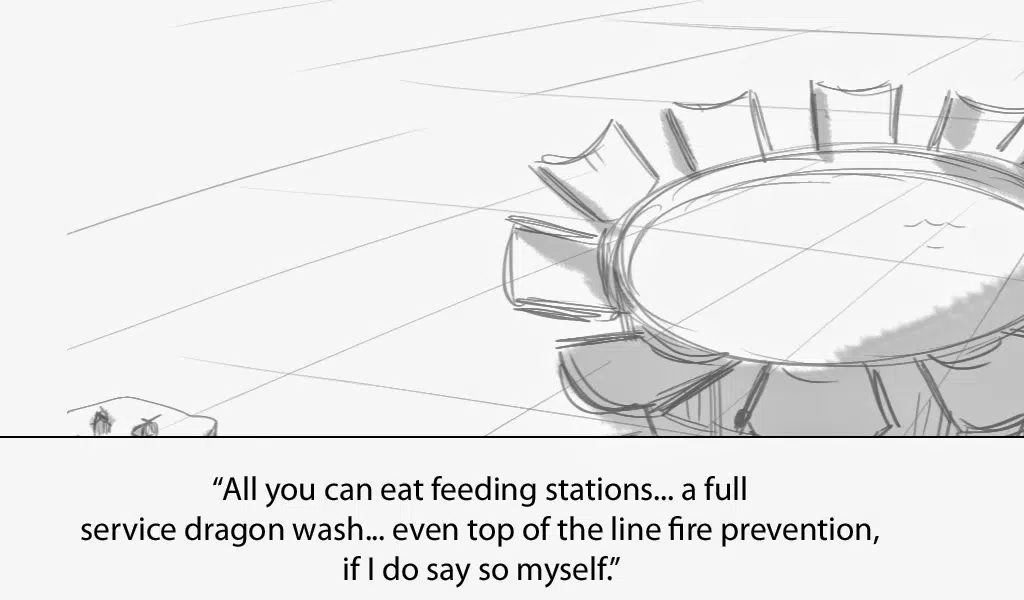 “All you can eat feeding stations... a full
service dragon wash... even top of the line fire prevention,
if I do say so myself.”